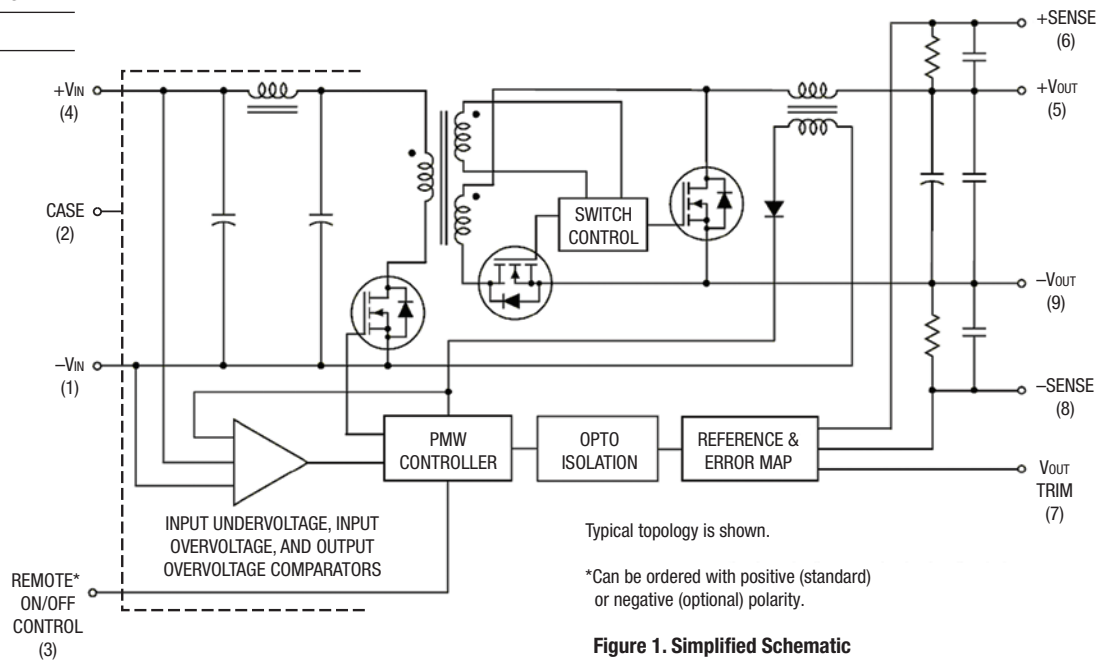 +SENSE
(6)
+VIN
(4)
+VOUT
(5)
CASE
(2)
SWITCH
CONTROL
−VOUT
(9)
−VIN
(1)
−SENSE
(8)
PMW
CONTROLLER
OPTO
ISOLATION
REFERENCE &
ERROR MAP
VOUT
TRIM
(7)
INPUT UNDERVOLTAGE, INPUT
OVERVOLTAGE, AND OUTPUT
OVERVOLTAGE COMPARATORS
Typical topology is shown.
REMOTE*
ON/OFF
CONTROL
(3)
*Can be ordered with positive (standard)
or negative (optional) polarity.
Figure 1. Simplified Schematic